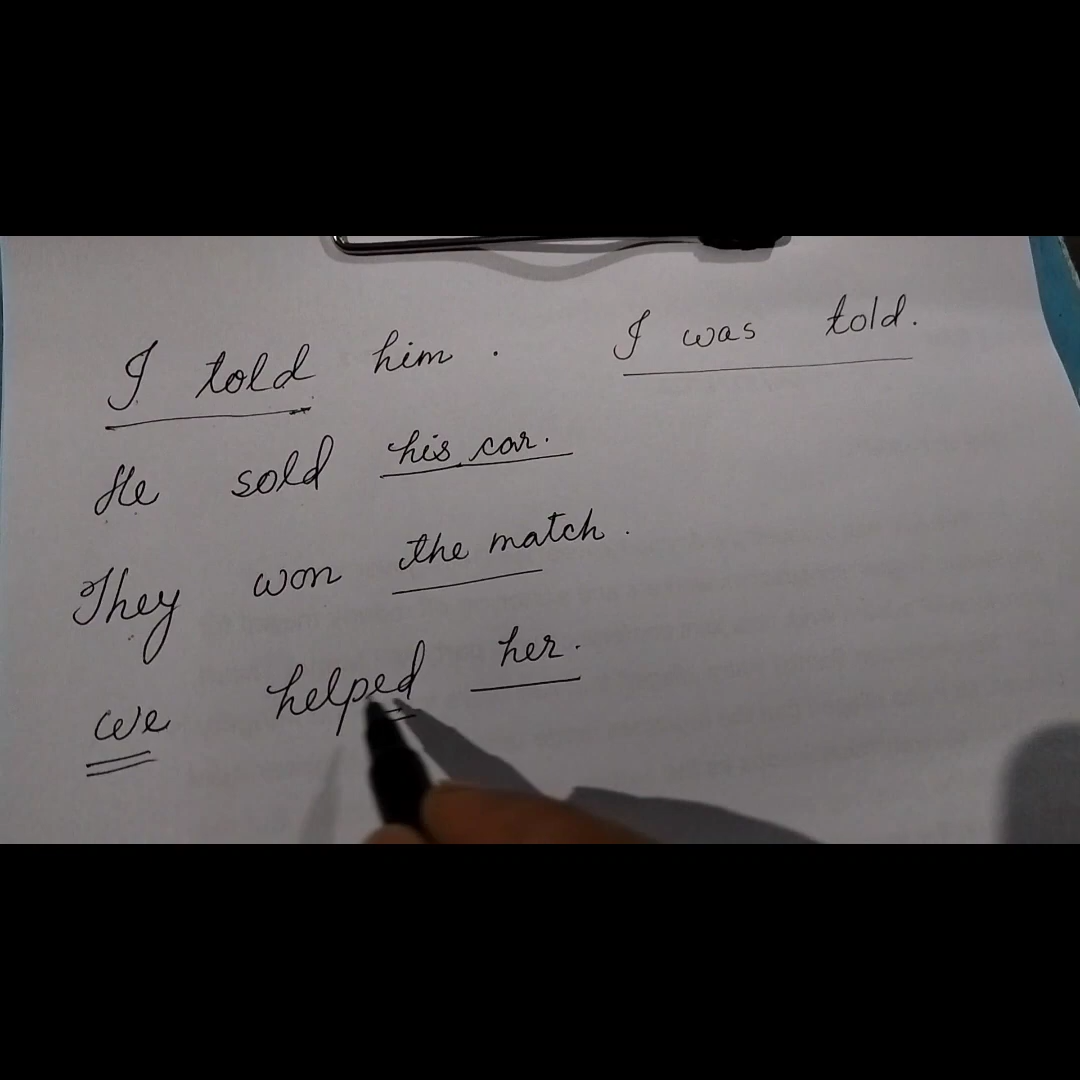 I told him. I was told.
He sold his car.
They won the match.
We helped her.